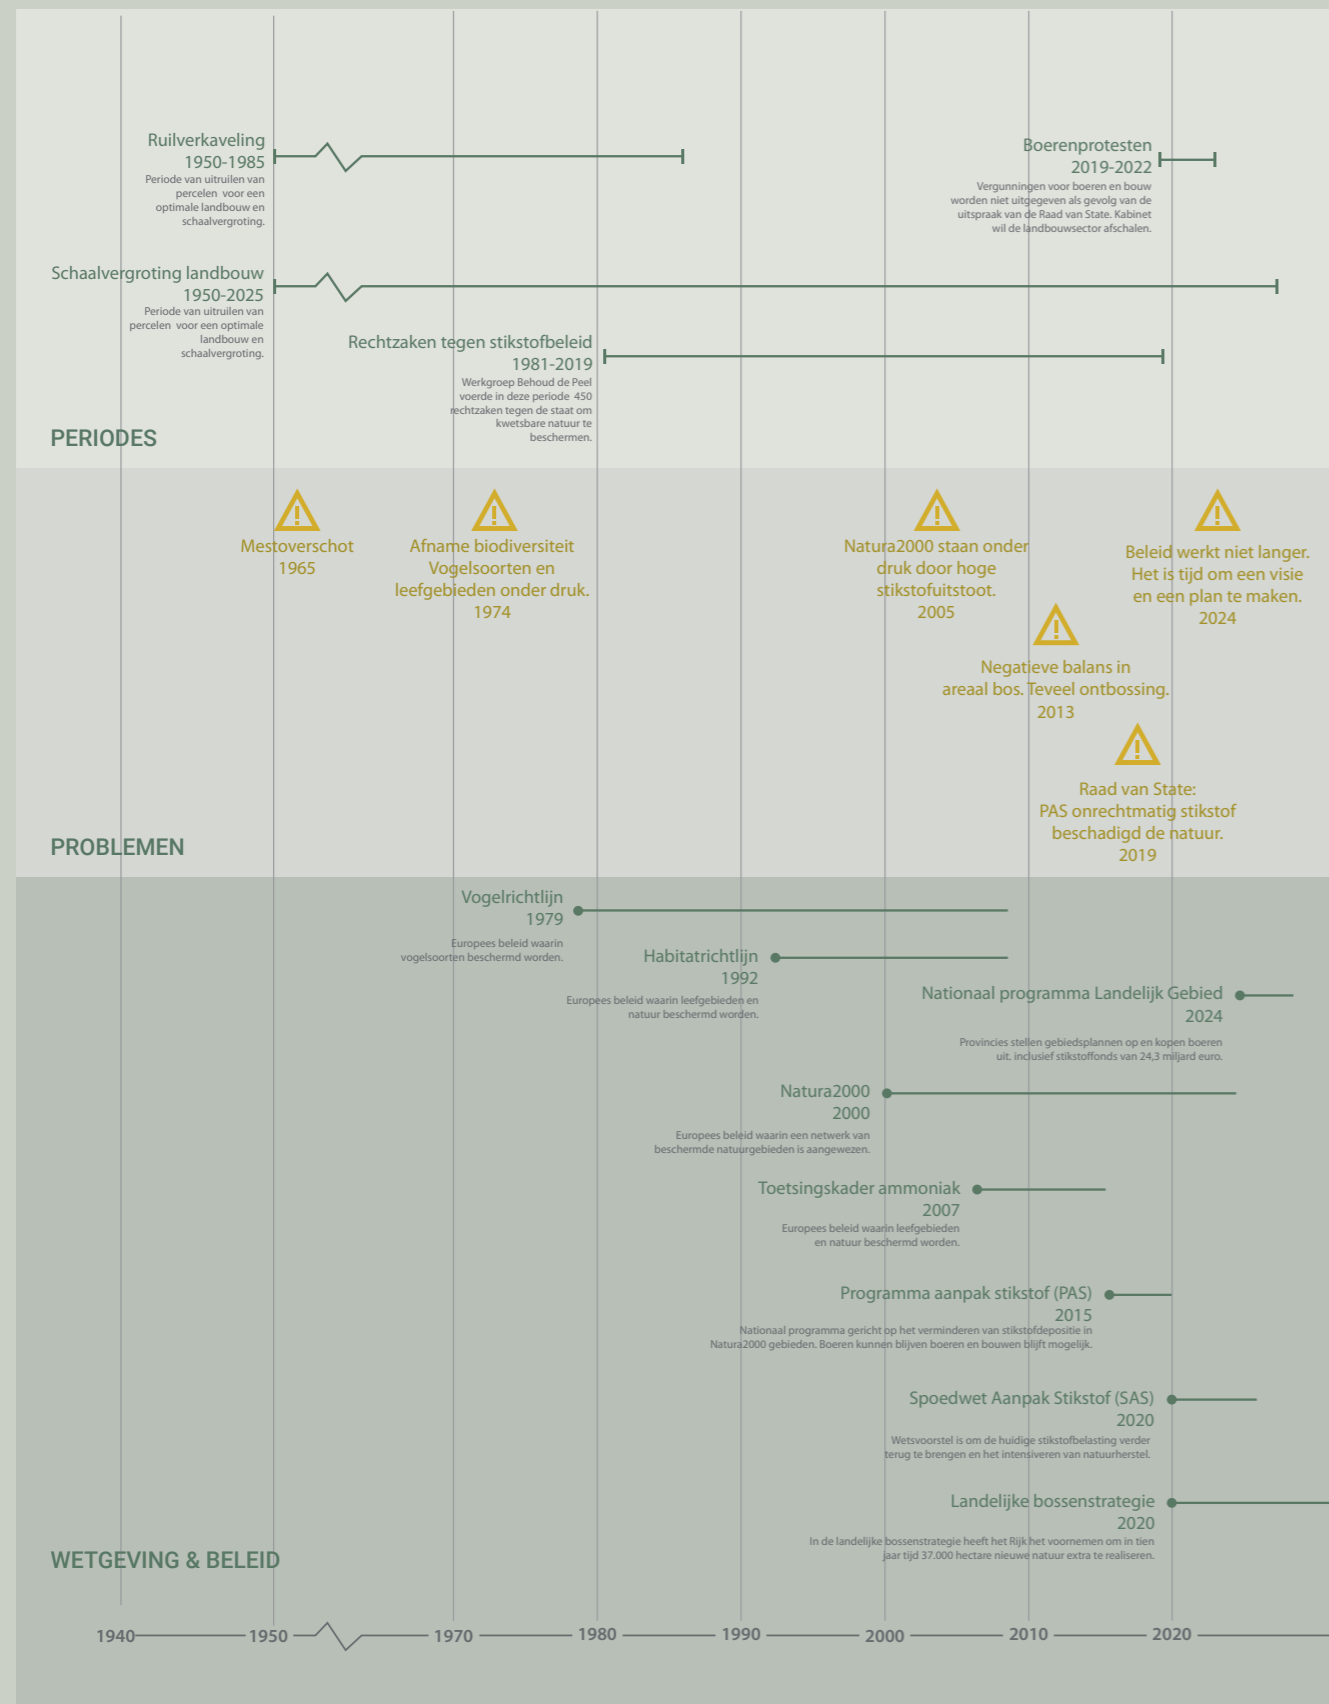 Ruilverkaveling
1950-1985
Periode van uitruilen van
percelen voor een
optimale landbouw en
schaalvergroting.
Boerenprotesten
2019-2022
Vergunningen voor boeren en bouw
worden niet uitgegeven als gevolg van de
uitspraak van de Raad van State. Kabinet
wil de landbouwsector afschalen.
Schaalvergroting landbouw
1950-2025
Periode van uitruilen van
percelen voor een optimale
landbouw en
schaalvergroting.
Rechtzaken tegen stikstofbeleid
1981-2019
Werkgroep Behoud de Peel
voerde in deze periode 450
rechtzaken tegen de staat om
kwetsbare natuur te
beschermen.
PERIODES
Mestoverschot
1965
Afname biodiversiteit
Vogelsoorten en
leefgebieden onder druk.
1974
Natura2000 staan onder
druk door hoge
stikstofuitstoot.
2005
Beleid werkt niet langer.
Het is tijd om een visie
en een plan te maken.
2024
Negatieve balans in
areaal bos. Teveel ontbossing.
2013
Raad van State:
PAS onrechtmatig stikstof
beschadigd de natuur.
2019
PROBLEMEN
Vogelrichtlijn
1979
Europees beleid waarin
vogelsoorten beschermd worden.
Habitatrichtlijn
1992
Europees beleid waarin leefgebieden en
natuur beschermd worden.
Nationaal programma Landelijk Gebied
2024
Provincies stellen gebiedsplannen op en kopen boeren
uit. inclusief stikstoffonds van 24,3 miljard euro.
Natura2000
2000
Europees beleid waarin een netwerk van
beschermde natuurgebieden is aangewezen.
Toetsingskader ammoniak
2007
Europees beleid waarin leefgebieden
en natuur beschermd worden.
Programma aanpak stikstof (PAS)
2015
Nationaal programma gericht op het verminderen van stikstofdepositie in
Natura2000 gebieden. Boeren kunnen blijven boeren en bouwen blijft mogelijk.
Spoedwet Aanpak Stikstof (SAS)
2020
Wetsvoorstel is om de huidige stikstofbelasting verder
terug te brengen en het intensiveren van natuurherstel.
Landelijke bossenstrategie
2020
In de landelijke bossenstrategie heeft het Rijk het voornemen om in tien
jaar tijd 37.000 hectare nieuwe natuur extra te realiseren.
WETGEVING & BELEID
1940 1950 1970 1980 1990 2000 2010 2020